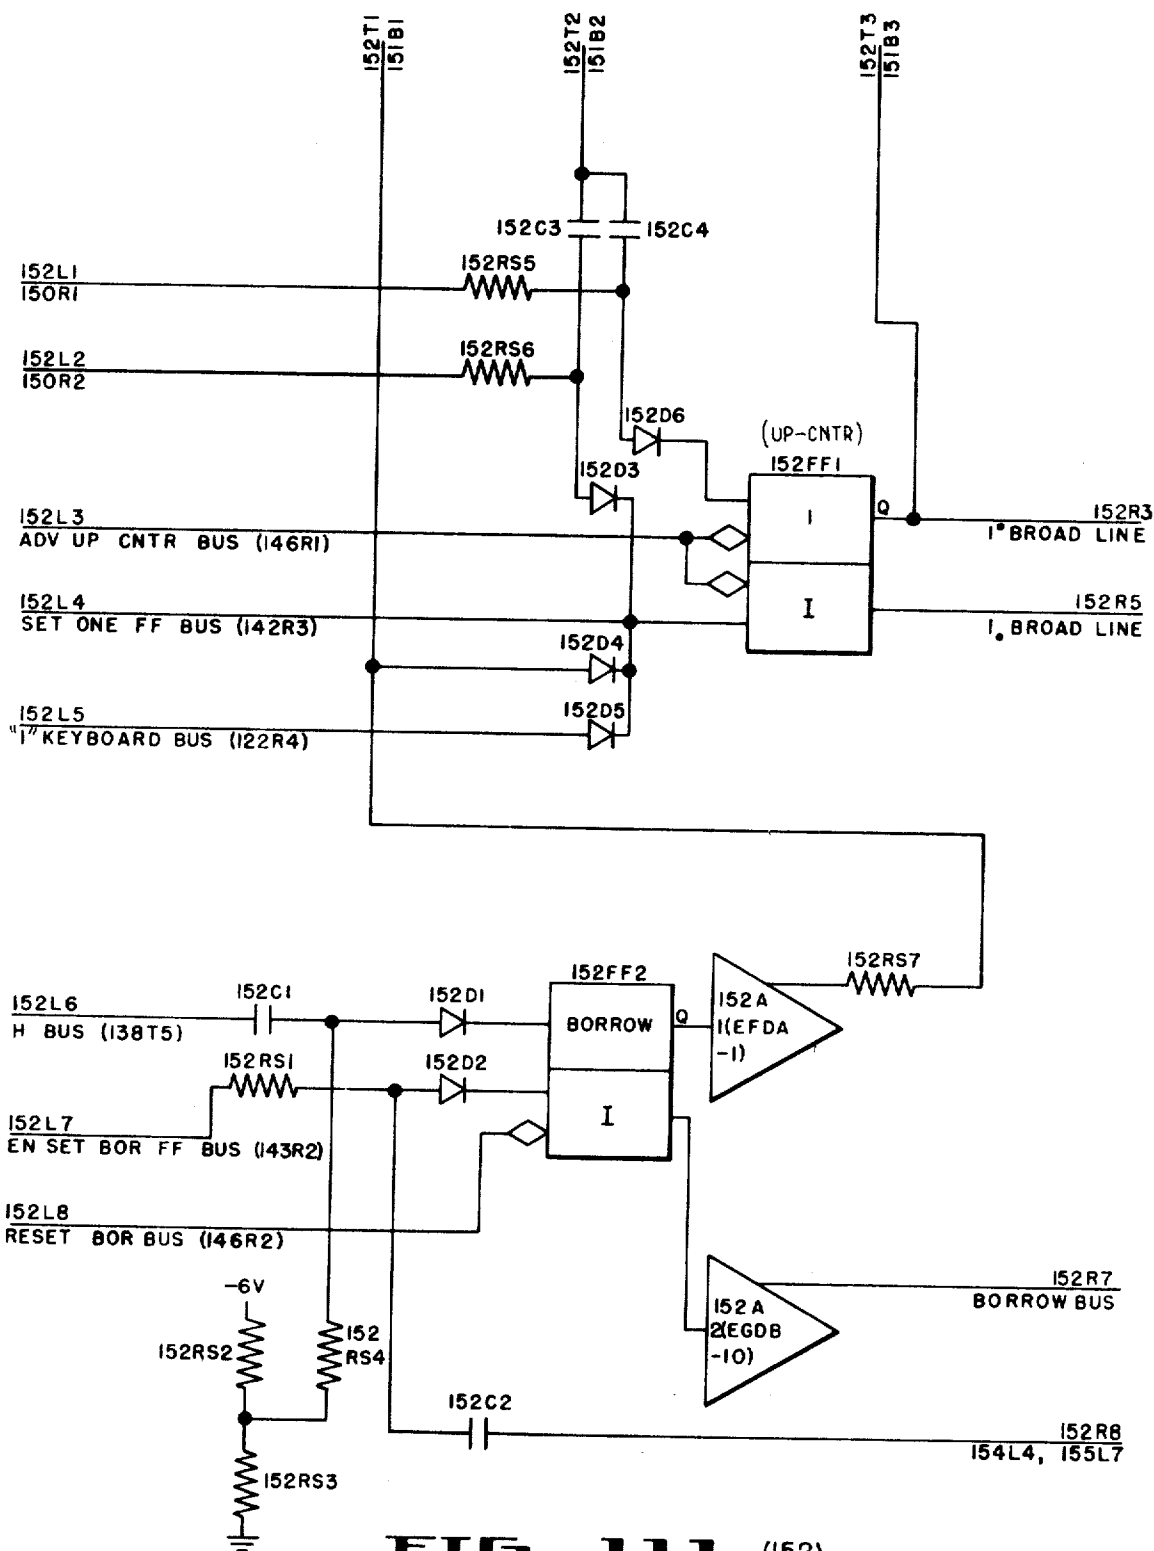 152T1
151B1
152T2
151B2
152T3
151B3
152C3
152C4
152L1
150R1
152RS5
152L2
150R2
152RS6
152D6
(UP-CNTR)
152FF1
152D3
1
Q
152L3
ADV UP CNTR BUS (146R1)
152R3
1• BROAD LINE
152L4
SET ONE FF BUS (142R3)
I
152R5
1. BROAD LINE
152D4
152L5
"1" KEYBOARD BUS (122R4)
152D5
152L6
H BUS (138T5)
152C1
152D1
152FF2
BORROW
Q
152A
1(EFDA
-1)
152RS7
152RS1
152D2
I
152L7
EN SET BOR FF BUS (143R2)
152L8
RESET BOR BUS (146R2)
-6V
152RS2
152
RS4
152A
2(EGDB
-10)
152R7
BORROW BUS
152C2
152R8
154L4, 155L7
152RS3
FIG. 111 (152)